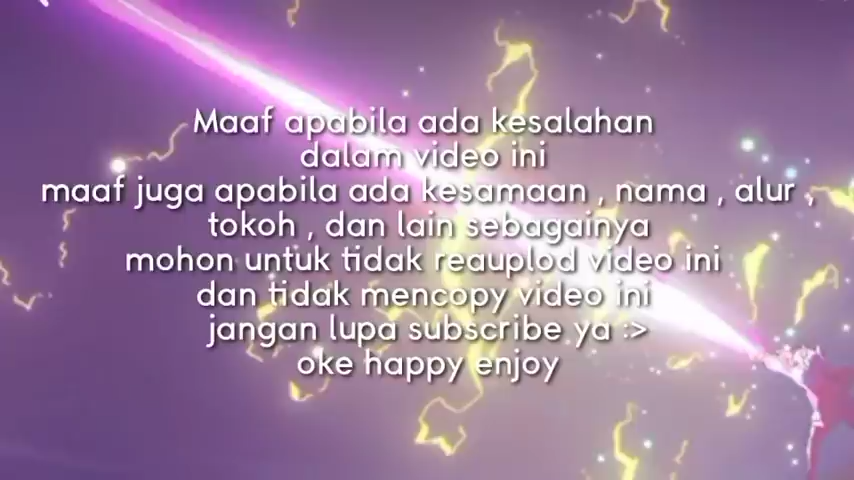 Maaf apabila ada kesalahan
dalam video ini
maaf juga apabila ada kesamaan , nama , alur ,
tokoh , dan lain sebagainya
mohon untuk tidak reauplod video ini
dan tidak mencopy video ini
jangan lupa subscribe ya :>
oke happy enjoy